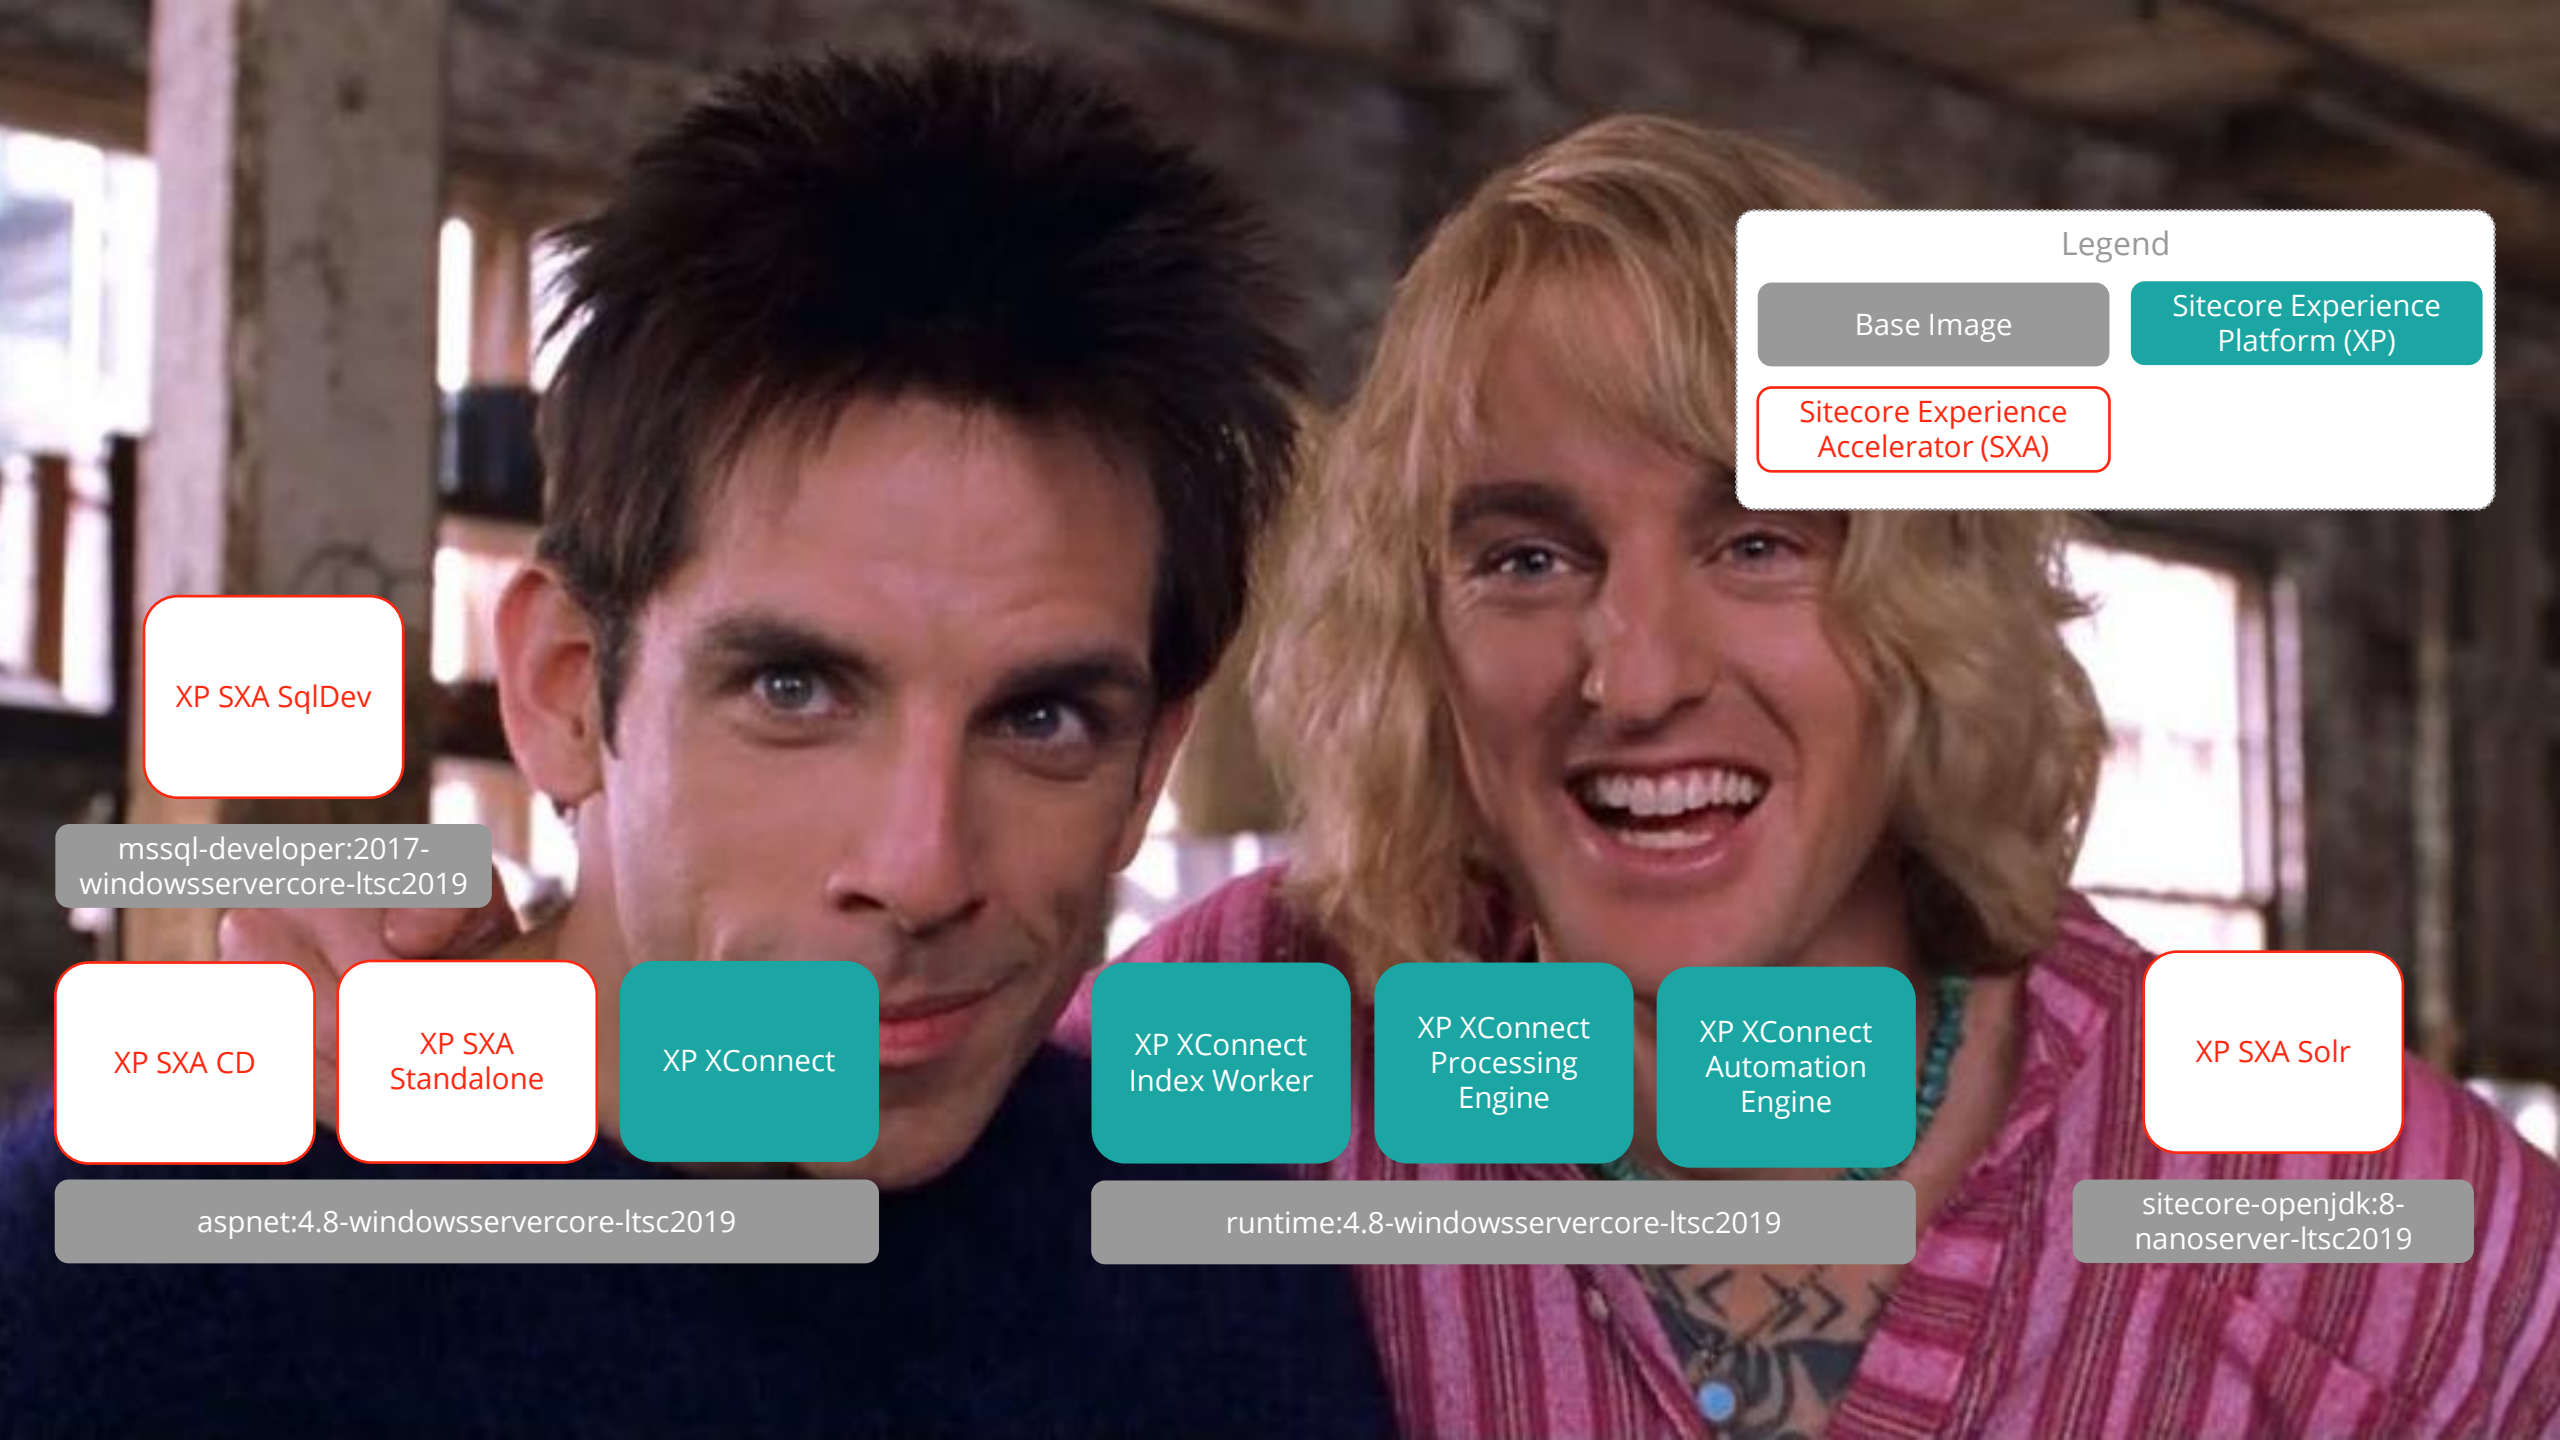 Legend
Base Image
Sitecore Experience
Platform (XP)
Sitecore Experience
Accelerator (SXA)
XP SXA SqlDev
mssql-developer:2017-
windowsservercore-ltsc2019
XP SXA CD
XP SXA
Standalone
XP XConnect
aspnet:4.8-windowsservercore-ltsc2019
XP XConnect
Index Worker
XP XConnect
Processing
Engine
XP XConnect
Automation
Engine
runtime:4.8-windowsservercore-ltsc2019
XP SXA Solr
sitecore-openjdk:8-
nanoserver-ltsc2019